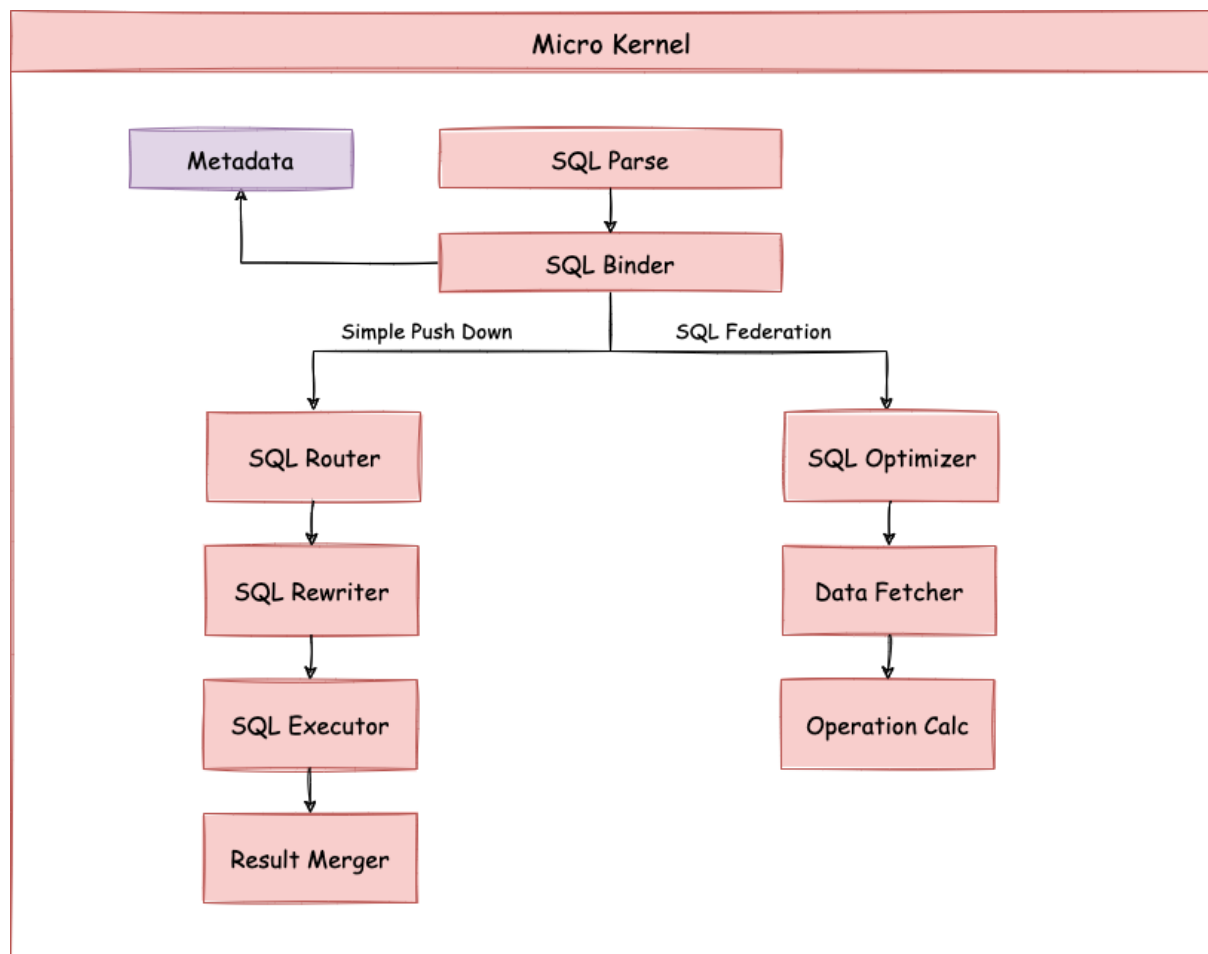 Micro Kernel
Metadata
SQL Parse
SQL Binder
Simple Push Down
SQL Federation
SQL Router
SQL Optimizer
SQL Rewriter
Data Fetcher
SQL Executor
Operation Calc
Result Merger